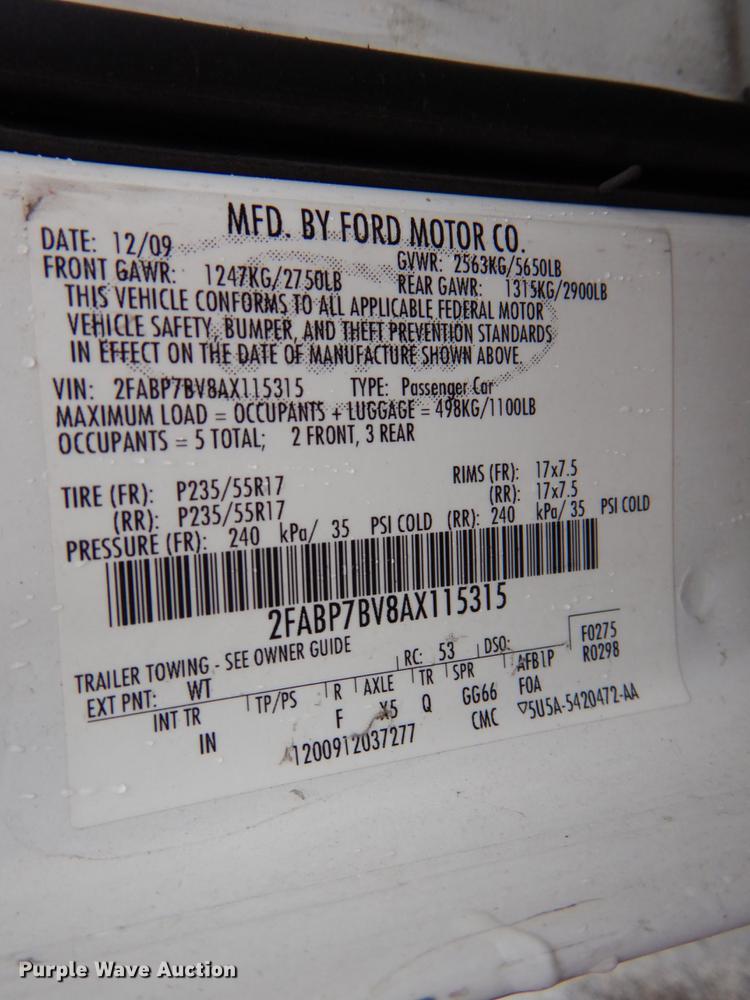 MFD. BY FORD MOTOR CO.
DATE: 12/09
GVWR: 2563KG/5650LB
FRONT GAWR: 1247KG/2750LB
REAR GAWR: 1315KG/2900LB
THIS VEHICLE CONFORMS TO ALL APPLICABLE FEDERAL MOTOR
VEHICLE SAFETY, BUMPER, AND THEFT PREVENTION STANDARDS
IN EFFECT ON THE DATE OF MANUFACTURE SHOWN ABOVE.
VIN: 2FABP7BV8AX115315 TYPE: Passenger Car
MAXIMUM LOAD = OCCUPANTS + LUGGAGE = 498KG/1100LB
OCCUPANTS = 5 TOTAL; 2 FRONT, 3 REAR
TIRE (FR): P235/55R17 RIMS (FR): 17x7.5
(RR): P235/55R17 (RR): 17x7.5
PRESSURE (FR): 240 kPa/ 35 PSI COLD (RR): 240 kPa/ 35 PSI COLD
2FABP7BV8AX115315
TRAILER TOWING - SEE OWNER GUIDE
F0275
EXT PNT: WT RC: 53 DSO: R0298
INT TR TP/PS R AXLE TR SPR AFB1P
IN F X5 Q GG66 F0A
1200912037277 CMC ▽5U5A-5420472-AA
Purple Wave Auction